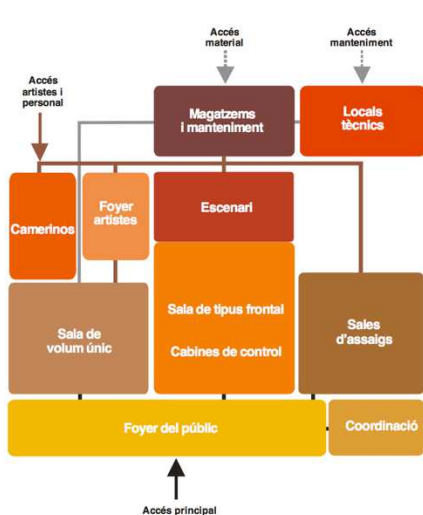 Accés
material
Accés
manteniment
Accés
artistes i
personal
Magatzems
i manteniment
Locals
tècnics
Camerinos
Foyer
artistes
Escenari
Sala de
volum únic
Sala de tipus frontal
Cabines de control
Sales
d'assaigs
Foyer del públic
Coordinació
Accés principal